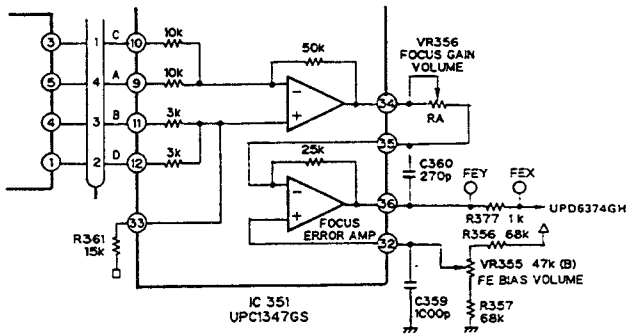 3 1 C 10 10k
50k
VR356
FOCUS GAIN
VOLUME
5 4 A 9 10k
4 3 B 11 3k
−
+
34
RA
1 2 D 12 3k
35
25k
C360
270p
FEY FEX
33
−
+
FOCUS
ERROR AMP
36
R377 1k
UPD6374GH
R361
15k
32
R356 68k
VR355 47k (B)
FE BIAS VOLUME
C359
1000p
R357
68k
IC 351
UPC1347GS